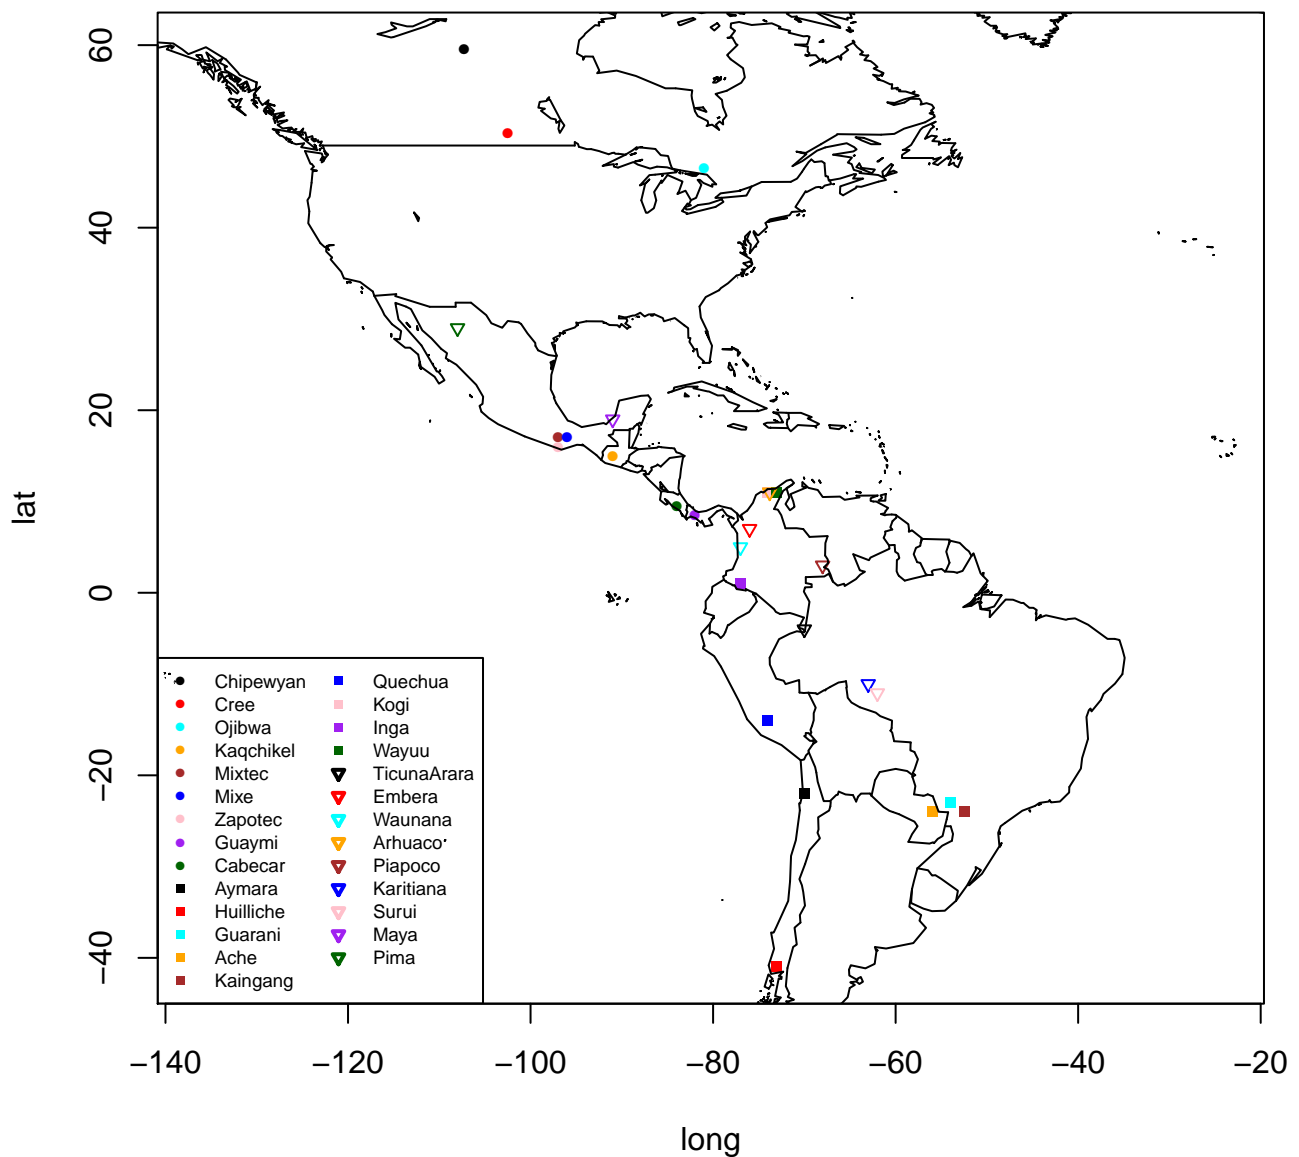 60
40
20
0
−20
−40
lat
Chipewyan
Cree
Ojibwa
Kaqchikel
Mixtec
Mixe
Zapotec
Guaymi
Cabecar
Aymara
Huilliche
Guarani
Ache
Kaingang
Quechua
Kogi
Inga
Wayuu
TicunaArara
Embera
Waunana
Arhuaco
Piapoco
Karitiana
Surui
Maya
Pima
−140 −120 −100 −80 −60 −40 −20
long